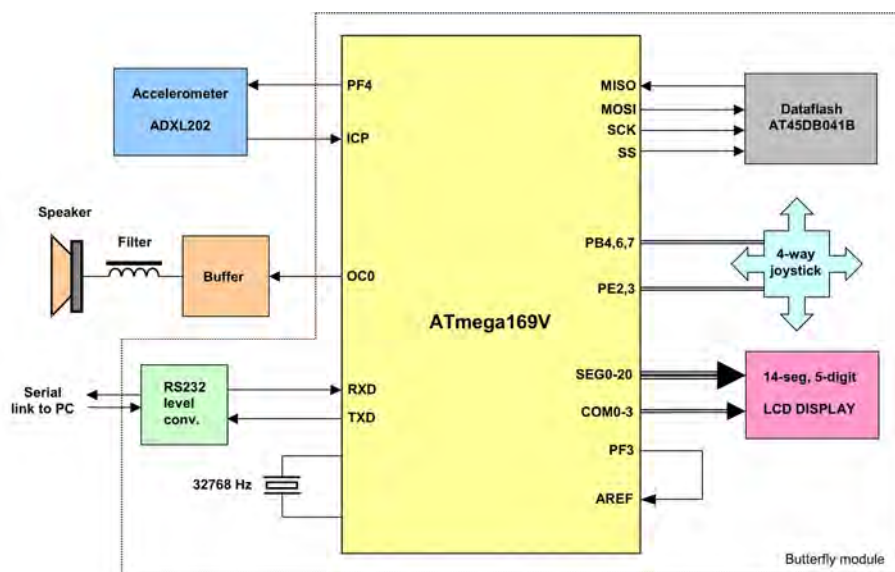 Accelerometer
ADXL202
PF4
ICP
Speaker
Filter
Buffer
OC0
RS232
level
conv.
Serial
link to PC
RXD
TXD
32768 Hz
ATmega169V
MISO
MOSI
SCK
SS
Dataflash
AT45DB041B
PB4,6,7
PE2,3
4-way
joystick
SEG0-20
COM0-3
14-seg, 5-digit
LCD DISPLAY
PF3
AREF
Butterfly module